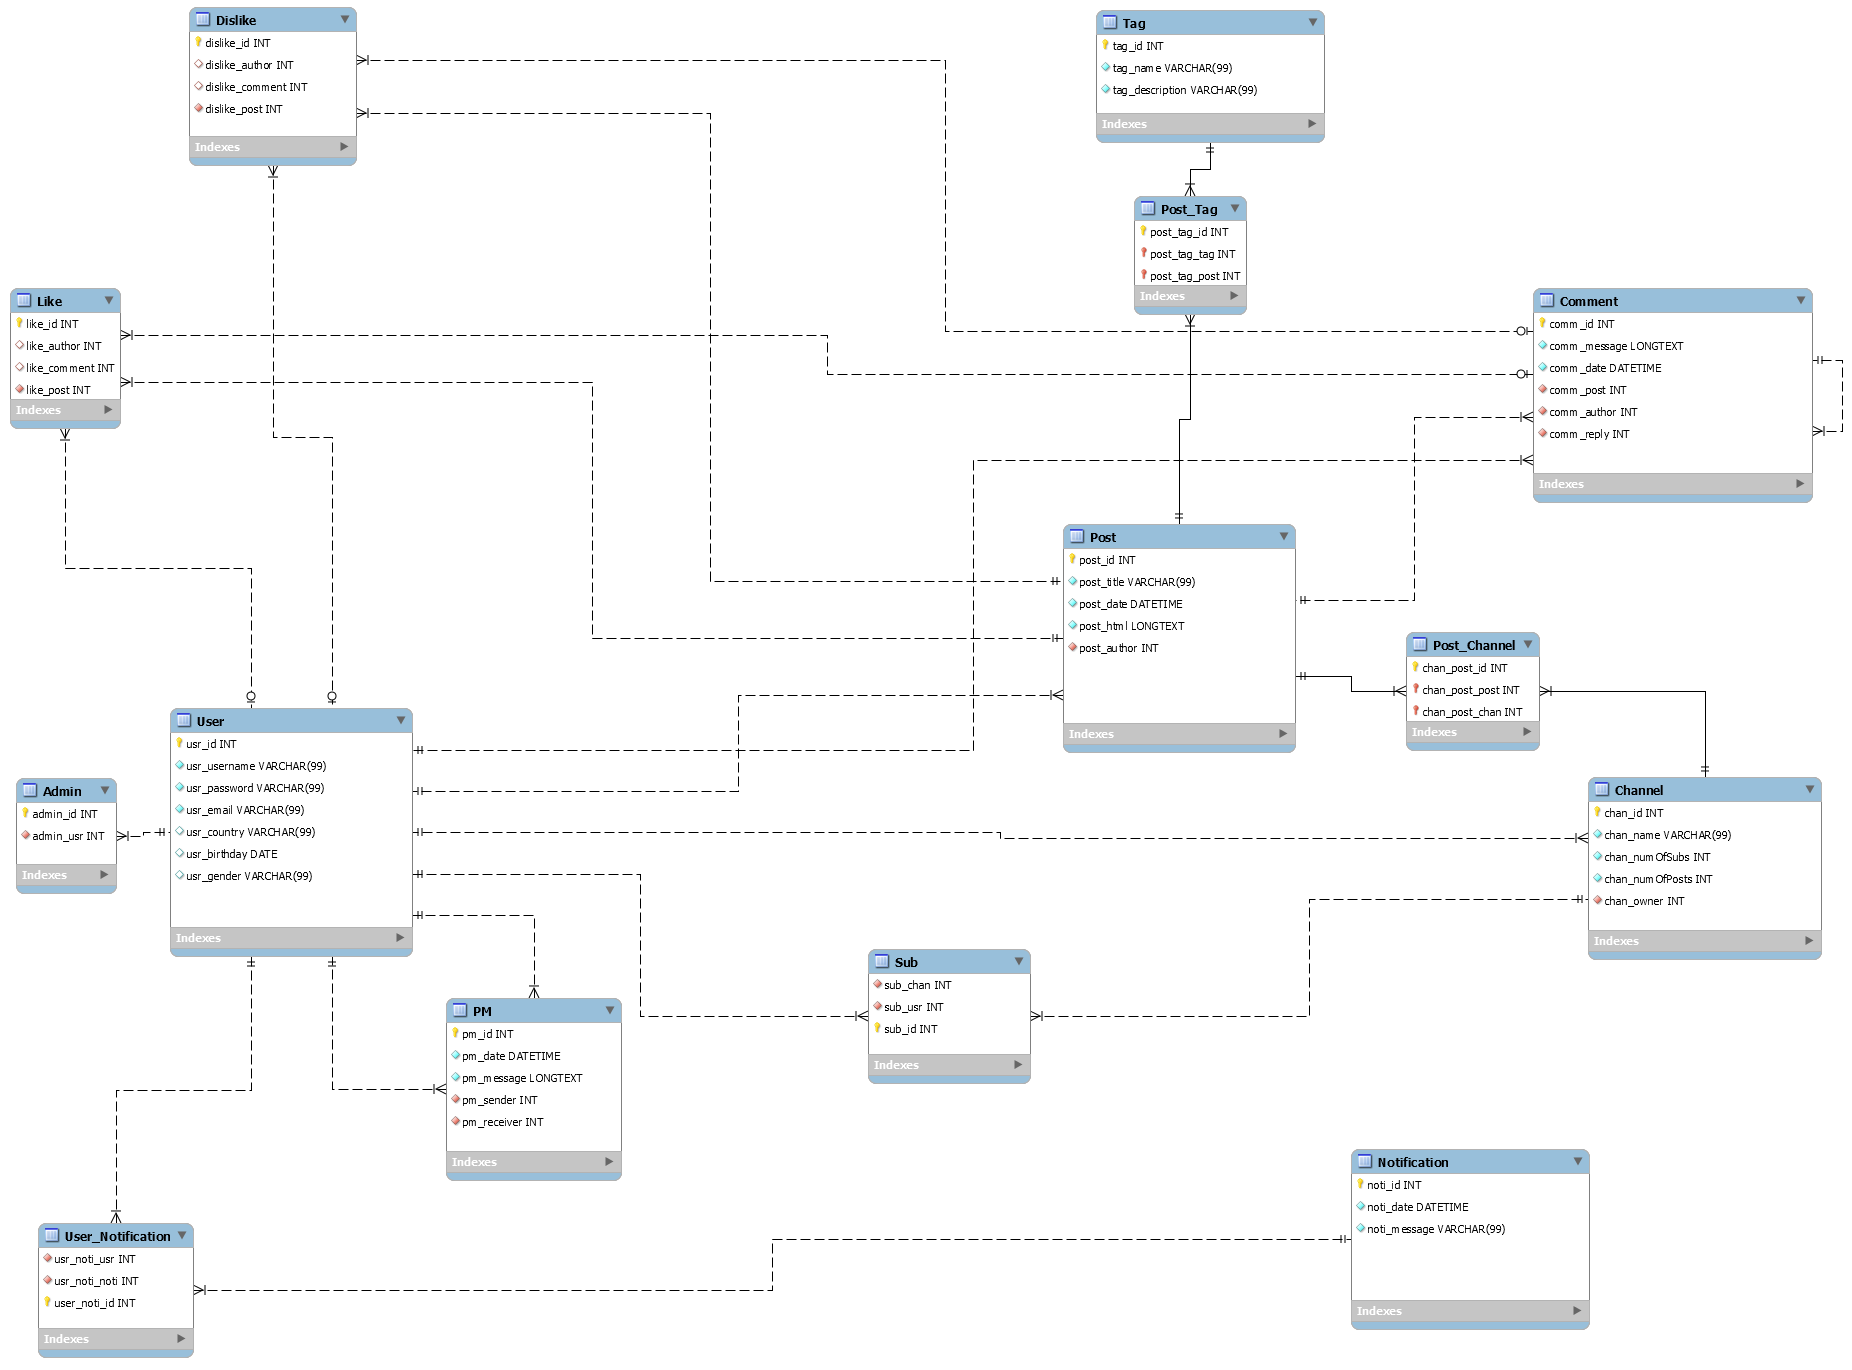 Dislike
dislike_id INT
dislike_author INT
dislike_comment INT
dislike_post INT
Indexes
Tag
tag_id INT
tag_name VARCHAR(99)
tag_description VARCHAR(99)
Indexes
Post_Tag
post_tag_id INT
post_tag_tag INT
post_tag_post INT
Indexes
Like
like_id INT
like_author INT
like_comment INT
like_post INT
Indexes
Comment
comm_id INT
comm_message LONGTEXT
comm_date DATETIME
comm_post INT
comm_author INT
comm_reply INT
Indexes
Post
post_id INT
post_title VARCHAR(99)
post_date DATETIME
post_html LONGTEXT
post_author INT
Indexes
Post_Channel
chan_post_id INT
chan_post_post INT
chan_post_chan INT
Indexes
User
usr_id INT
usr_username VARCHAR(99)
usr_password VARCHAR(99)
usr_email VARCHAR(99)
usr_country VARCHAR(99)
usr_birthday DATE
usr_gender VARCHAR(99)
Indexes
Admin
admin_id INT
admin_usr INT
Indexes
Channel
chan_id INT
chan_name VARCHAR(99)
chan_numOfSubs INT
chan_numOfPosts INT
chan_owner INT
Indexes
Sub
sub_chan INT
sub_usr INT
sub_id INT
Indexes
PM
pm_id INT
pm_date DATETIME
pm_message LONGTEXT
pm_sender INT
pm_receiver INT
Indexes
Notification
noti_id INT
noti_date DATETIME
noti_message VARCHAR(99)
Indexes
User_Notification
usr_noti_usr INT
usr_noti_noti INT
user_noti_id INT
Indexes